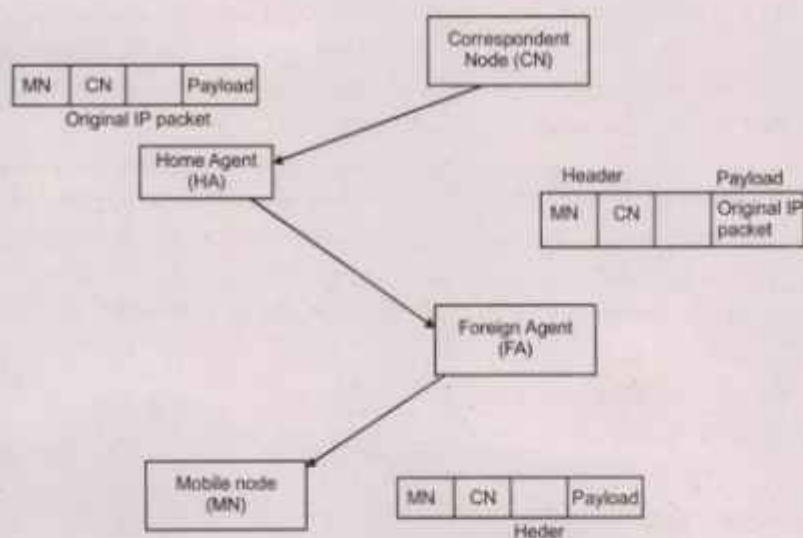 Correspondent
Node (CN)
MN CN Payload
Original IP packet
Home Agent
(HA)
Header Payload
MN CN Original IP
packet
Foreign Agent
(FA)
Mobile node
(MN)
MN CN Payload
Heder